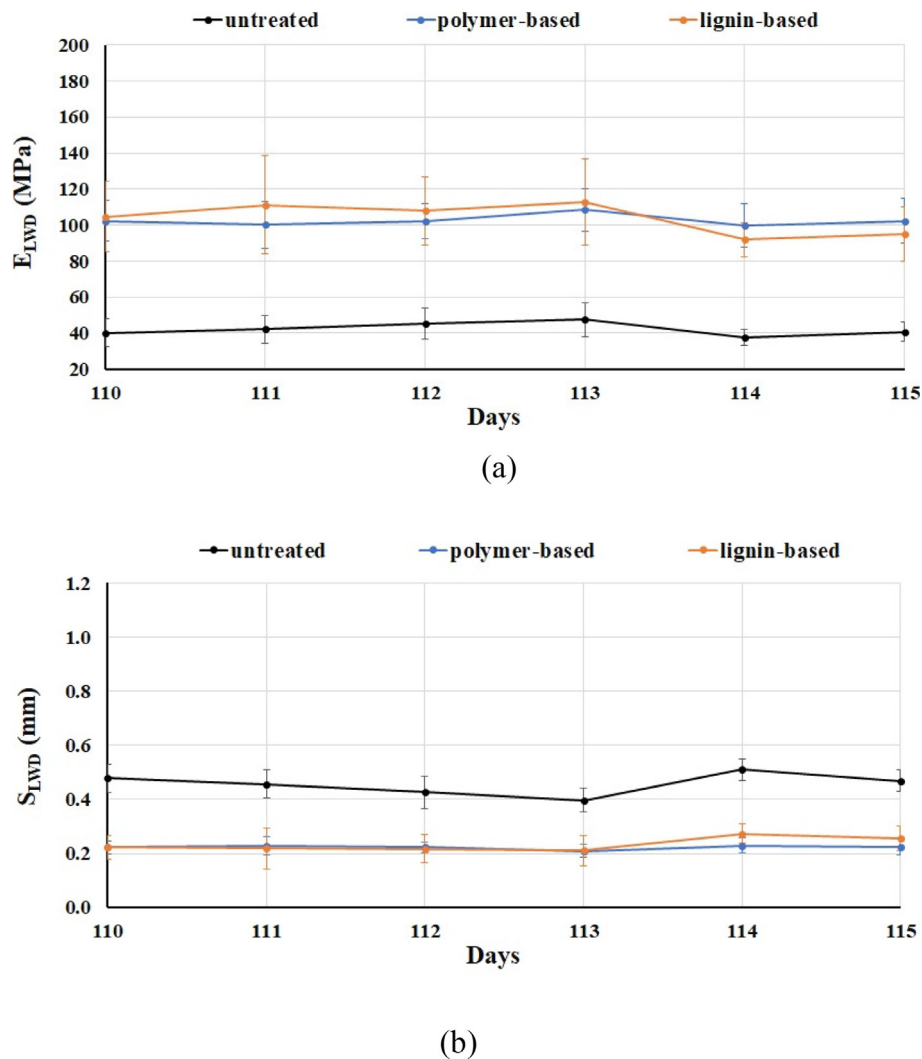 untreated polymer-based lignin-based
200
180
160
140
120
100
80
60
40
20
E_LWD (MPa)
110 111 112 113 114 115
Days
(a)
untreated polymer-based lignin-based
1.2
1.0
0.8
0.6
0.4
0.2
0.0
S_LWD (mm)
110 111 112 113 114 115
Days
(b)